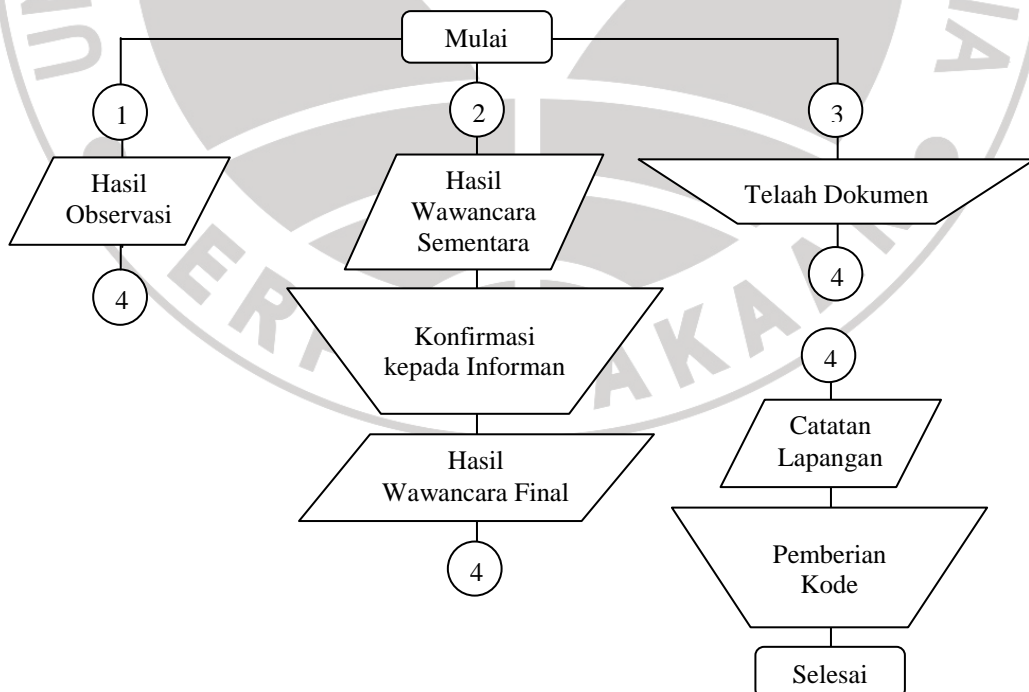 Mulai
1
2
3
Hasil
Observasi
Hasil
Wawancara
Sementara
Telaah Dokumen
4
4
Konfirmasi
kepada Informan
4
Catatan
Lapangan
Hasil
Wawancara Final
4
Pemberian
Kode
Selesai